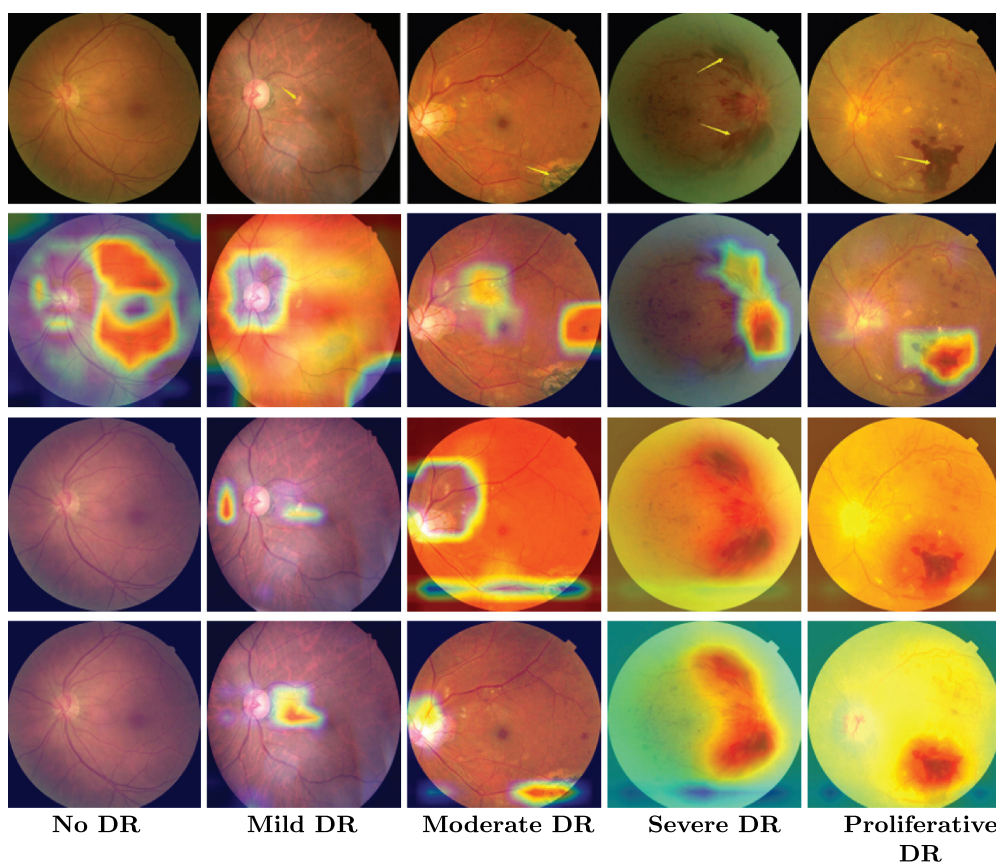 No DR
Mild DR
Moderate DR
Severe DR
Proliferative
DR